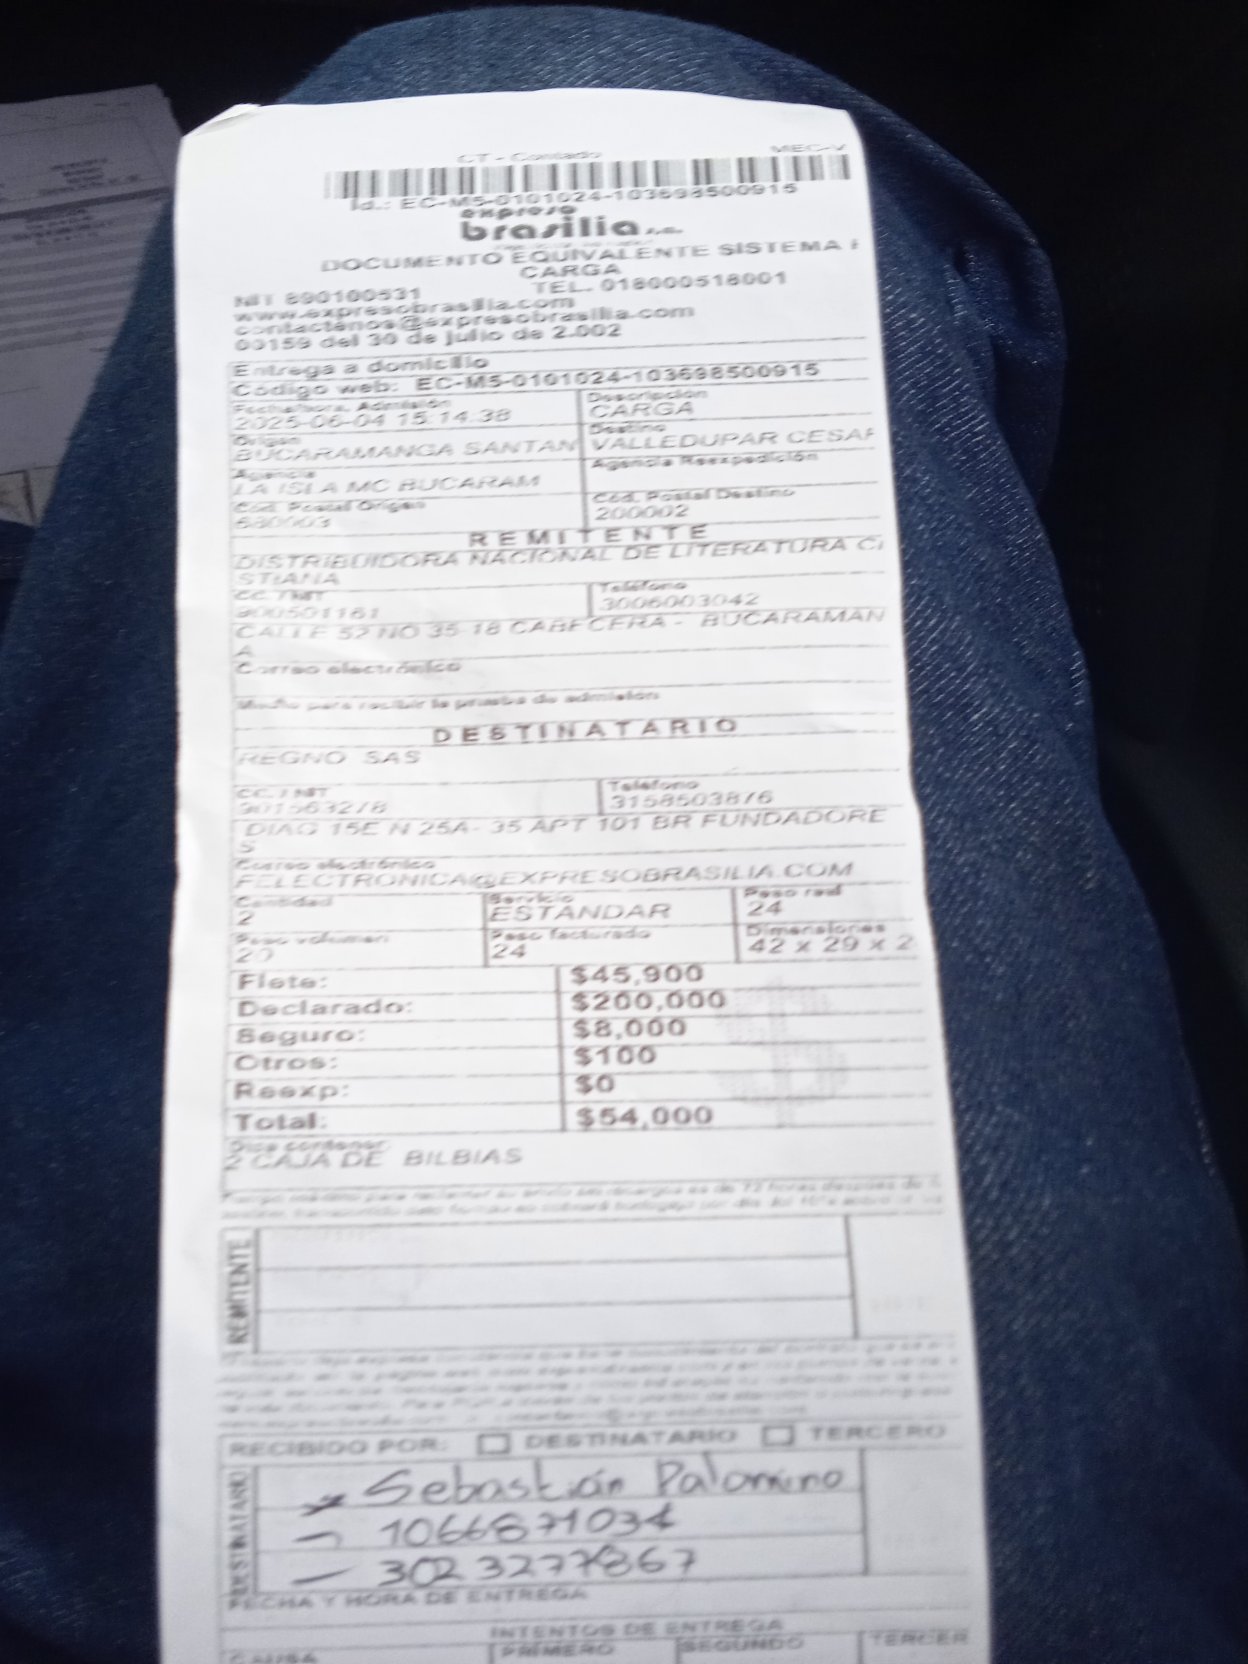 CT - Contado MEC-V
Id.: EC-M5-0101024-103698500915
expreso
brasilia s.a.
DOCUMENTO EQUIVALENTE SISTEMA
CARGA
NIT 890100531 TEL. 018000518001
www.expresobrasilia.com
contactenos@expresobrasilia.com
00159 del 30 de julio de 2.002
Entrega a domicilio
Código web: EC-M5-0101024-103698500915
Fecha/hora. Admisión Descripción
2025-06-04 15:14:38 CARGA
Origen Destino
BUCARAMANGA SANTAN VALLEDUPAR CESAR
Agencia Agencia Reexpedición
LA ISLA MC BUCARAM
Cód. Postal Origen Cód. Postal Destino
680003 200002
REMITENTE
DISTRIBUIDORA NACIONAL DE LITERATURA
STIANA
CC. / NIT Teléfono
900501161 3006003042
CALLE 52 NO 35-18 CABECERA - BUCARAMAN
A
Correo electrónico
Medio para recibir la prueba de admisión
DESTINATARIO
REGNO SAS
CC. / NIT Teléfono
901563278 3158503876
DIAG 15E N 25A- 35 APT 101 BR FUNDADORE
S
Correo electrónico
FELECTRONICA@EXPRESOBRASILIA.COM
Cantidad Servicio Peso real
2 ESTANDAR 24
Peso volumen Peso facturado Dimensiones
20 24 42 x 29 x 2
Flete: $45,900
Declarado: $200,000
Seguro: $8,000
Otros: $100
Reexp: $0
Total: $54,000
Dice contener:
2 CAJA DE BILBIAS
REMITENTE
RECIBIDO POR: DESTINATARIO TERCERO
DESTINATARIO
Sebastián Palomino
1066871034
3023277867
FECHA Y HORA DE ENTREGA
INTENTOS DE ENTREGA
CAUSA PRIMERO SEGUNDO TERCER